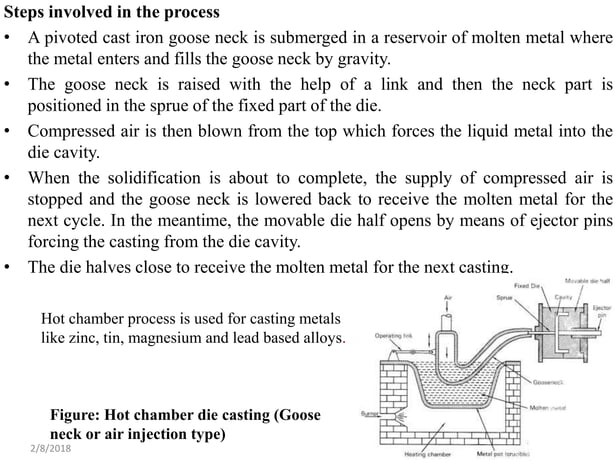 Steps involved in the process
• A pivoted cast iron goose neck is submerged in a reservoir of molten metal where
the metal enters and fills the goose neck by gravity.
• The goose neck is raised with the help of a link and then the neck part is
positioned in the sprue of the fixed part of the die.
• Compressed air is then blown from the top which forces the liquid metal into the
die cavity.
• When the solidification is about to complete, the supply of compressed air is
stopped and the goose neck is lowered back to receive the molten metal for the
next cycle. In the meantime, the movable die half opens by means of ejector pins
forcing the casting from the die cavity.
• The die halves close to receive the molten metal for the next casting.
Movable die half
Fixed Die
Air
Sprue
Cavity
Ejector
pin
Hot chamber process is used for casting metals
like zinc, tin, magnesium and lead based alloys.
Operating link
Gooseneck
Molten metal
Burner
Figure: Hot chamber die casting (Goose
neck or air injection type)
2/8/2018
Heating chamber
Metal pot (crucible)